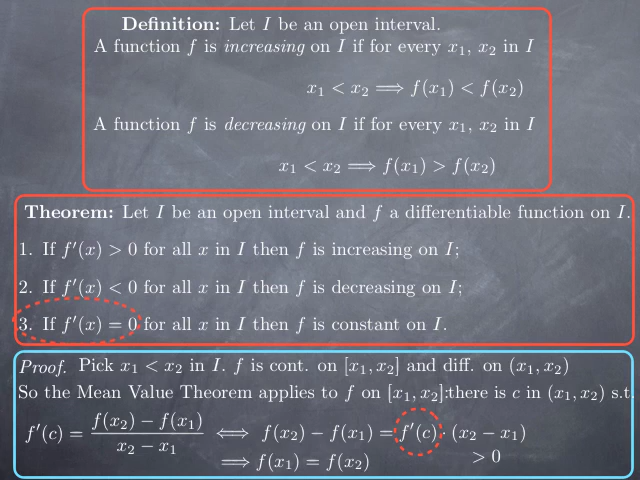 Definition: Let I be an open interval.
A function f is increasing on I if for every x₁, x₂ in I
x₁ < x₂ ⟹ f(x₁) < f(x₂)
A function f is decreasing on I if for every x₁, x₂ in I
x₁ < x₂ ⟹ f(x₁) > f(x₂)
Theorem: Let I be an open interval and f a differentiable function on I.
1. If f′(x) > 0 for all x in I then f is increasing on I;
2. If f′(x) < 0 for all x in I then f is decreasing on I;
3. If f′(x) = 0 for all x in I then f is constant on I.
Proof. Pick x₁ < x₂ in I. f is cont. on [x₁, x₂] and diff. on (x₁, x₂)
So the Mean Value Theorem applies to f on [x₁, x₂]:there is c in (x₁, x₂) s.t.
f′(c) = (f(x₂) − f(x₁))/(x₂ − x₁) ⟺ f(x₂) − f(x₁) = f′(c) · (x₂ − x₁)
⟹ f(x₁) = f(x₂) > 0